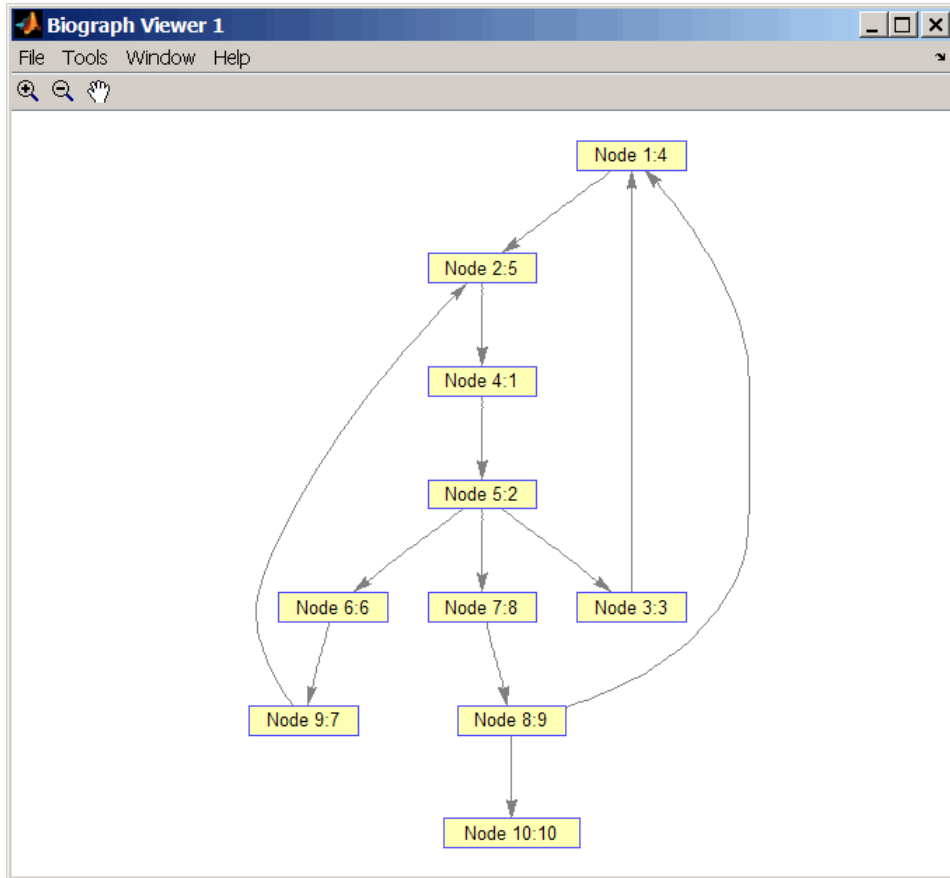 Biograph Viewer 1
File Tools Window Help
Node 1:4
Node 2:5
Node 4:1
Node 5:2
Node 6:6
Node 7:8
Node 3:3
Node 9:7
Node 8:9
Node 10:10